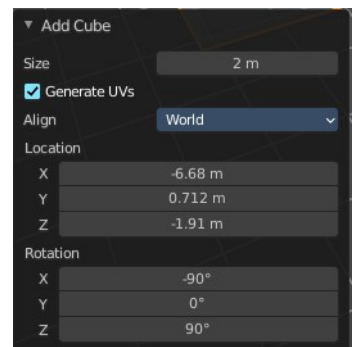 Add Cube
Size 2 m
Generate UVs
Align World
Location
X -6.68 m
Y 0.712 m
Z -1.91 m
Rotation
X -90°
Y 0°
Z 90°